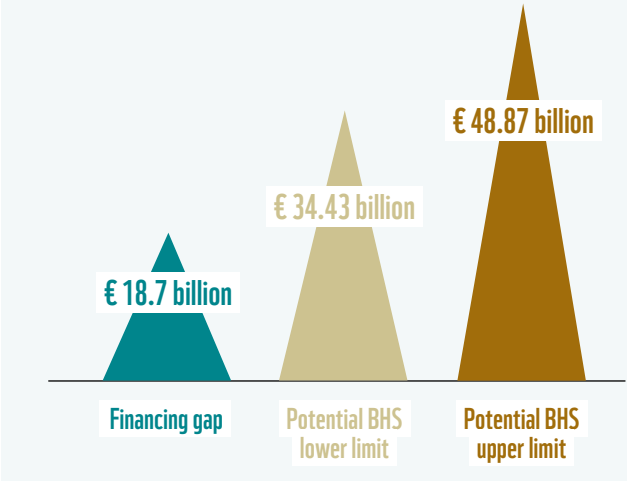 € 48.87 billion
€ 34.43 billion
€ 18.7 billion
Financing gap
Potential BHS
lower limit
Potential BHS
upper limit